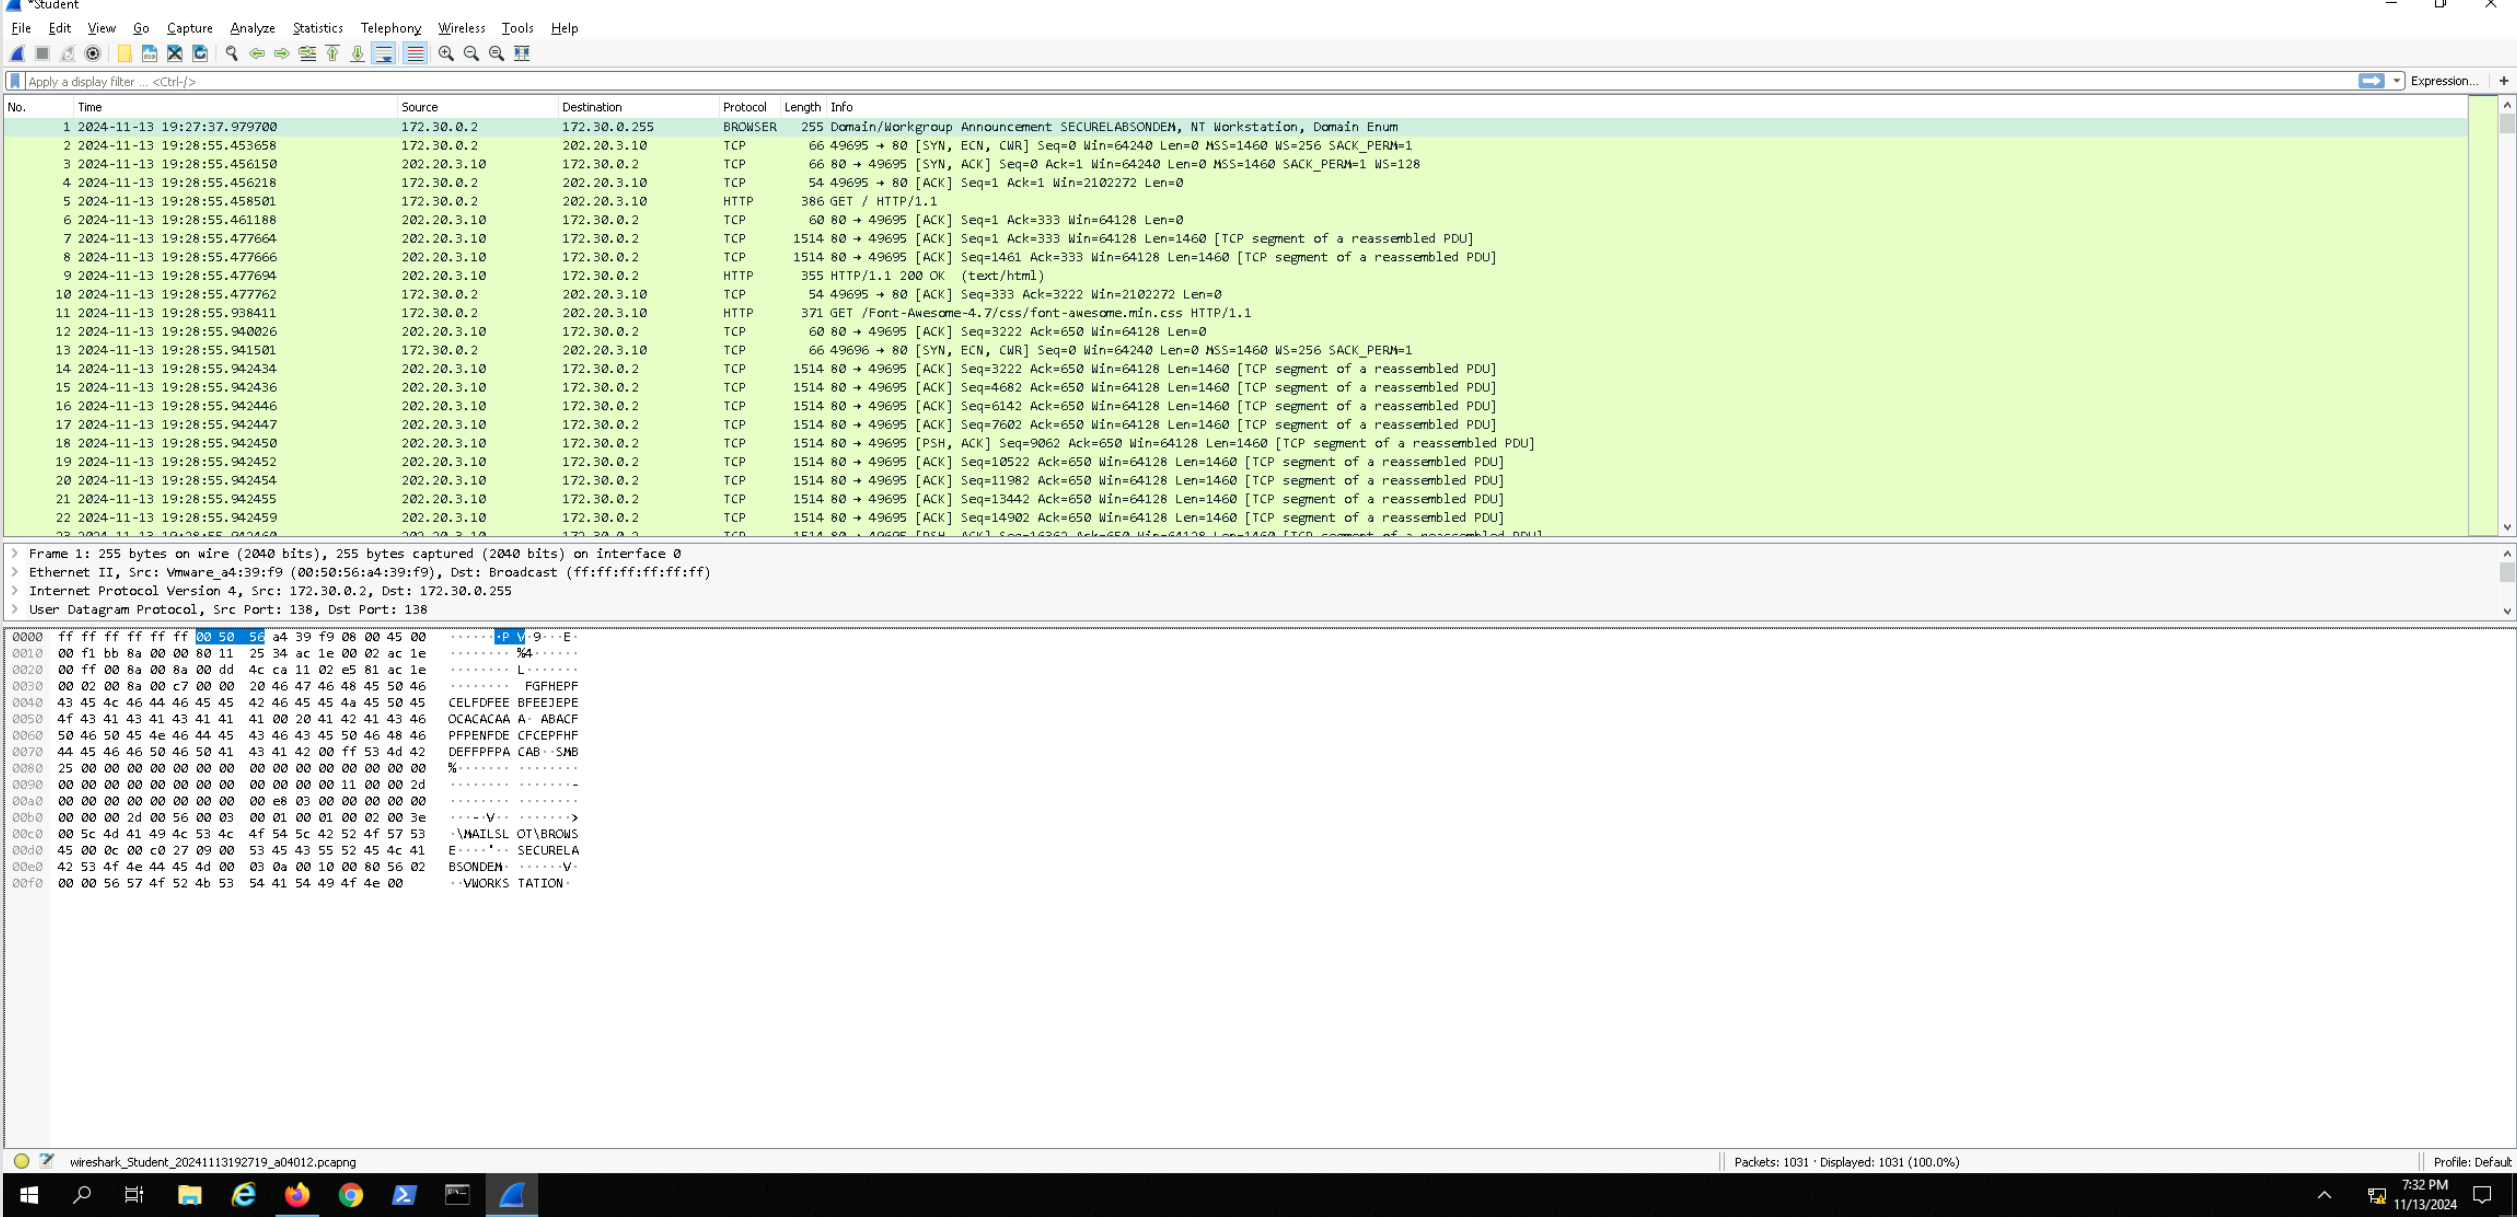 *Student
File Edit View Go Capture Analyze Statistics Telephony Wireless Tools Help
Apply a display filter ... <Ctrl-/> Expression... +
No. Time Source Destination Protocol Length Info
1 2024-11-13 19:27:37.979700 172.30.0.2 172.30.0.255 BROWSER 255 Domain/Workgroup Announcement SECURELABSONDEM, NT Workstation, Domain Enum
2 2024-11-13 19:28:55.453658 172.30.0.2 202.20.3.10 TCP 66 49695 → 80 [SYN, ECN, CWR] Seq=0 Win=64240 Len=0 MSS=1460 WS=256 SACK_PERM=1
3 2024-11-13 19:28:55.456150 202.20.3.10 172.30.0.2 TCP 66 80 → 49695 [SYN, ACK] Seq=0 Ack=1 Win=64240 Len=0 MSS=1460 SACK_PERM=1 WS=128
4 2024-11-13 19:28:55.456218 172.30.0.2 202.20.3.10 TCP 54 49695 → 80 [ACK] Seq=1 Ack=1 Win=2102272 Len=0
5 2024-11-13 19:28:55.458501 172.30.0.2 202.20.3.10 HTTP 386 GET / HTTP/1.1
6 2024-11-13 19:28:55.461188 202.20.3.10 172.30.0.2 TCP 60 80 → 49695 [ACK] Seq=1 Ack=333 Win=64128 Len=0
7 2024-11-13 19:28:55.477664 202.20.3.10 172.30.0.2 TCP 1514 80 → 49695 [ACK] Seq=1 Ack=333 Win=64128 Len=1460 [TCP segment of a reassembled PDU]
8 2024-11-13 19:28:55.477666 202.20.3.10 172.30.0.2 TCP 1514 80 → 49695 [ACK] Seq=1461 Ack=333 Win=64128 Len=1460 [TCP segment of a reassembled PDU]
9 2024-11-13 19:28:55.477694 202.20.3.10 172.30.0.2 HTTP 355 HTTP/1.1 200 OK (text/html)
10 2024-11-13 19:28:55.477762 172.30.0.2 202.20.3.10 TCP 54 49695 → 80 [ACK] Seq=333 Ack=3222 Win=2102272 Len=0
11 2024-11-13 19:28:55.938411 172.30.0.2 202.20.3.10 HTTP 371 GET /Font-Awesome-4.7/css/font-awesome.min.css HTTP/1.1
12 2024-11-13 19:28:55.940026 202.20.3.10 172.30.0.2 TCP 60 80 → 49695 [ACK] Seq=3222 Ack=650 Win=64128 Len=0
13 2024-11-13 19:28:55.941501 172.30.0.2 202.20.3.10 TCP 66 49696 → 80 [SYN, ECN, CWR] Seq=0 Win=64240 Len=0 MSS=1460 WS=256 SACK_PERM=1
14 2024-11-13 19:28:55.942434 202.20.3.10 172.30.0.2 TCP 1514 80 → 49695 [ACK] Seq=3222 Ack=650 Win=64128 Len=1460 [TCP segment of a reassembled PDU]
15 2024-11-13 19:28:55.942436 202.20.3.10 172.30.0.2 TCP 1514 80 → 49695 [ACK] Seq=4682 Ack=650 Win=64128 Len=1460 [TCP segment of a reassembled PDU]
16 2024-11-13 19:28:55.942446 202.20.3.10 172.30.0.2 TCP 1514 80 → 49695 [ACK] Seq=6142 Ack=650 Win=64128 Len=1460 [TCP segment of a reassembled PDU]
17 2024-11-13 19:28:55.942447 202.20.3.10 172.30.0.2 TCP 1514 80 → 49695 [ACK] Seq=7602 Ack=650 Win=64128 Len=1460 [TCP segment of a reassembled PDU]
18 2024-11-13 19:28:55.942450 202.20.3.10 172.30.0.2 TCP 1514 80 → 49695 [PSH, ACK] Seq=9062 Ack=650 Win=64128 Len=1460 [TCP segment of a reassembled PDU]
19 2024-11-13 19:28:55.942452 202.20.3.10 172.30.0.2 TCP 1514 80 → 49695 [ACK] Seq=10522 Ack=650 Win=64128 Len=1460 [TCP segment of a reassembled PDU]
20 2024-11-13 19:28:55.942454 202.20.3.10 172.30.0.2 TCP 1514 80 → 49695 [ACK] Seq=11982 Ack=650 Win=64128 Len=1460 [TCP segment of a reassembled PDU]
21 2024-11-13 19:28:55.942455 202.20.3.10 172.30.0.2 TCP 1514 80 → 49695 [ACK] Seq=13442 Ack=650 Win=64128 Len=1460 [TCP segment of a reassembled PDU]
22 2024-11-13 19:28:55.942459 202.20.3.10 172.30.0.2 TCP 1514 80 → 49695 [ACK] Seq=14902 Ack=650 Win=64128 Len=1460 [TCP segment of a reassembled PDU]
Frame 1: 255 bytes on wire (2040 bits), 255 bytes captured (2040 bits) on interface 0
Ethernet II, Src: Vmware_a4:39:f9 (00:50:56:a4:39:f9), Dst: Broadcast (ff:ff:ff:ff:ff:ff)
Internet Protocol Version 4, Src: 172.30.0.2, Dst: 172.30.0.255
User Datagram Protocol, Src Port: 138, Dst Port: 138
0000 ff ff ff ff ff ff 00 50 56 a4 39 f9 08 00 45 00 ·······P V·9···E·
0010 00 f1 bb 8a 00 00 80 11 25 34 ac 1e 00 02 ac 1e ········ %4······
0020 00 ff 00 8a 00 8a 00 dd 4c ca 11 02 e5 81 ac 1e ········ L·······
0030 00 02 00 8a 00 c7 00 00 20 46 47 46 48 45 50 46 ········  FGFHEPF
0040 43 45 4c 46 44 46 45 45 42 46 45 45 4a 45 50 45 CELFDFEE BFEEJEPE
0050 4f 43 41 43 41 43 41 41 41 00 20 41 42 41 43 46 OCACACAA A· ABACF
0060 50 46 50 45 4e 46 44 45 43 46 43 45 50 46 48 46 PFPENFDE CFCEPFHF
0070 44 45 46 46 50 46 50 41 43 41 42 00 ff 53 4d 42 DEFFPFPA CAB··SMB
0080 25 00 00 00 00 00 00 00 00 00 00 00 00 00 00 00 %······· ········
0090 00 00 00 00 00 00 00 00 00 00 00 00 11 00 00 2d ········ ·······-
00a0 00 00 00 00 00 00 00 00 00 e8 03 00 00 00 00 00 ········ ········
00b0 00 00 00 2d 00 56 00 03 00 01 00 01 00 02 00 3e ···-·V·· ·······>
00c0 00 5c 4d 41 49 4c 53 4c 4f 54 5c 42 52 4f 57 53 ·\MAILSL OT\BROWS
00d0 45 00 0c 00 c0 27 09 00 53 45 43 55 52 45 4c 41 E····'·· SECURELA
00e0 42 53 4f 4e 44 45 4d 00 03 0a 00 10 00 80 56 02 BSONDEM· ······V·
00f0 00 00 56 57 4f 52 4b 53 54 41 54 49 4f 4e 00 ··VWORKS TATION·
wireshark_Student_20241113192719_a04012.pcapng Packets: 1031 · Displayed: 1031 (100.0%) Profile: Default
7:32 PM
11/13/2024